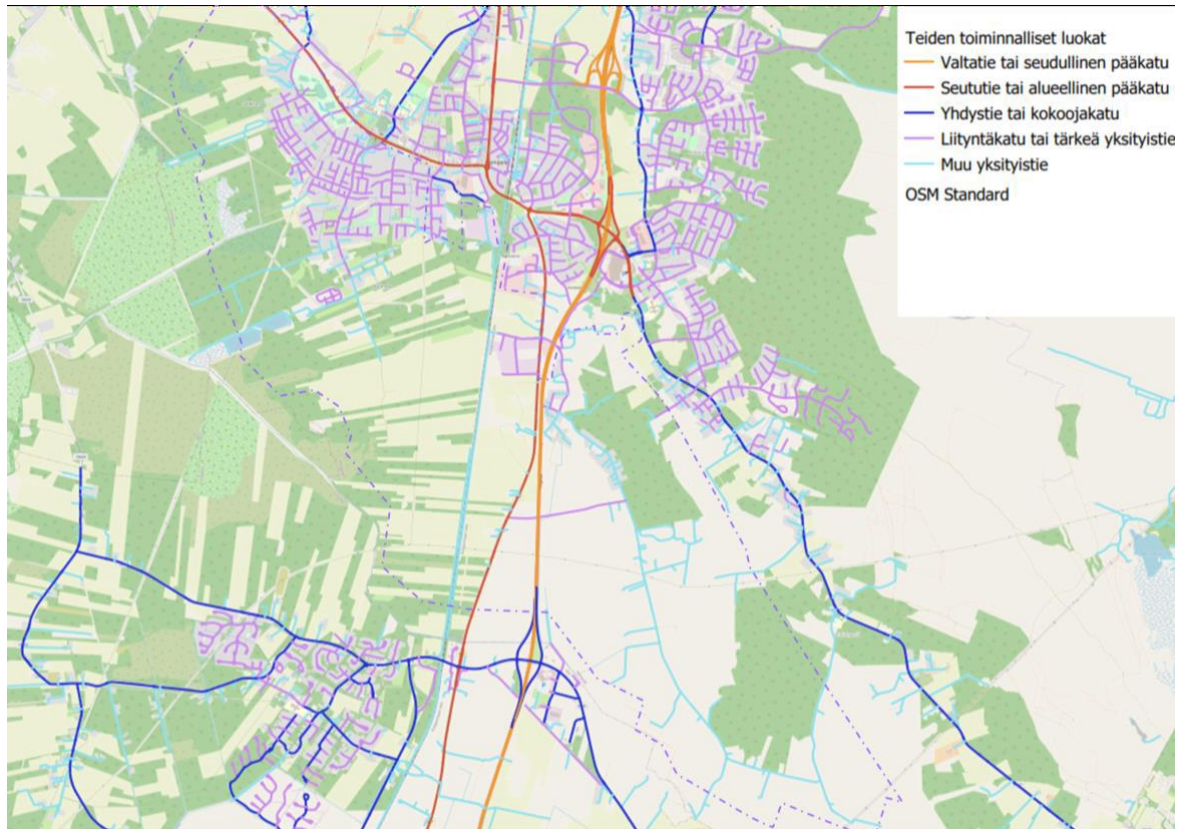 Teiden toiminnalliset luokat
Valtatie tai seudullinen pääkatu
Seututie tai alueellinen pääkatu
Yhdystie tai kokoojakatu
Liityntäkatu tai tärkeä yksityistie
Muu yksityistie
OSM Standard